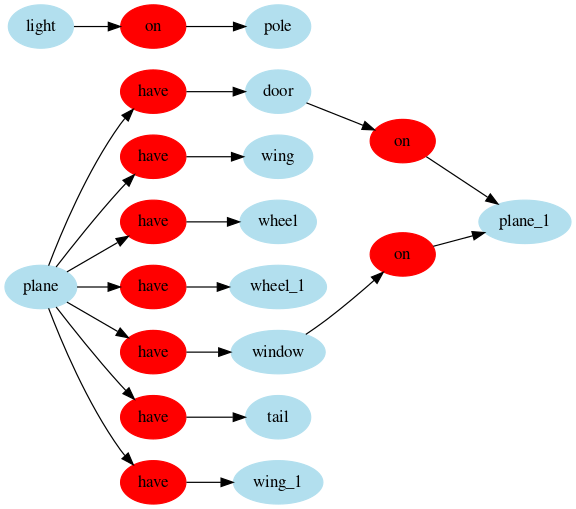 light on pole
have door
on
have wing
have wheel
plane_1
on
plane have wheel_1
have window
have tail
have wing_1